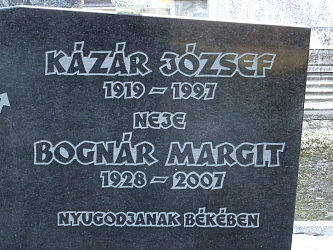 KÁZÁR JÓZSEF
1919 – 1997
NEJE
BOGNÁR MARGIT
1928 – 2007
NYUGODJANAK BÉKÉBEN